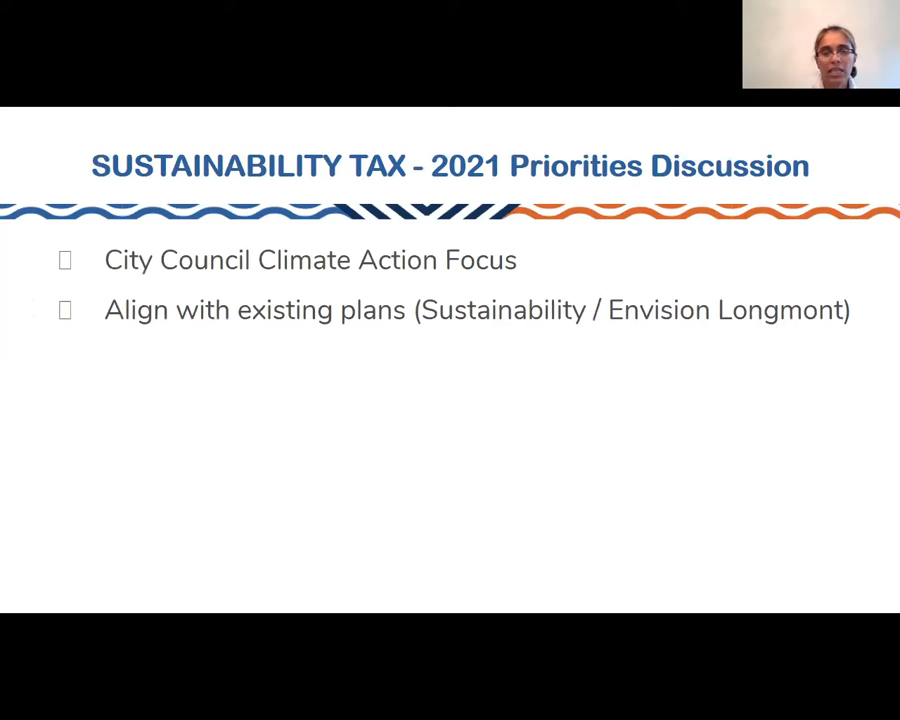 SUSTAINABILITY TAX - 2021 Priorities Discussion
City Council Climate Action Focus
Align with existing plans (Sustainability / Envision Longmont)